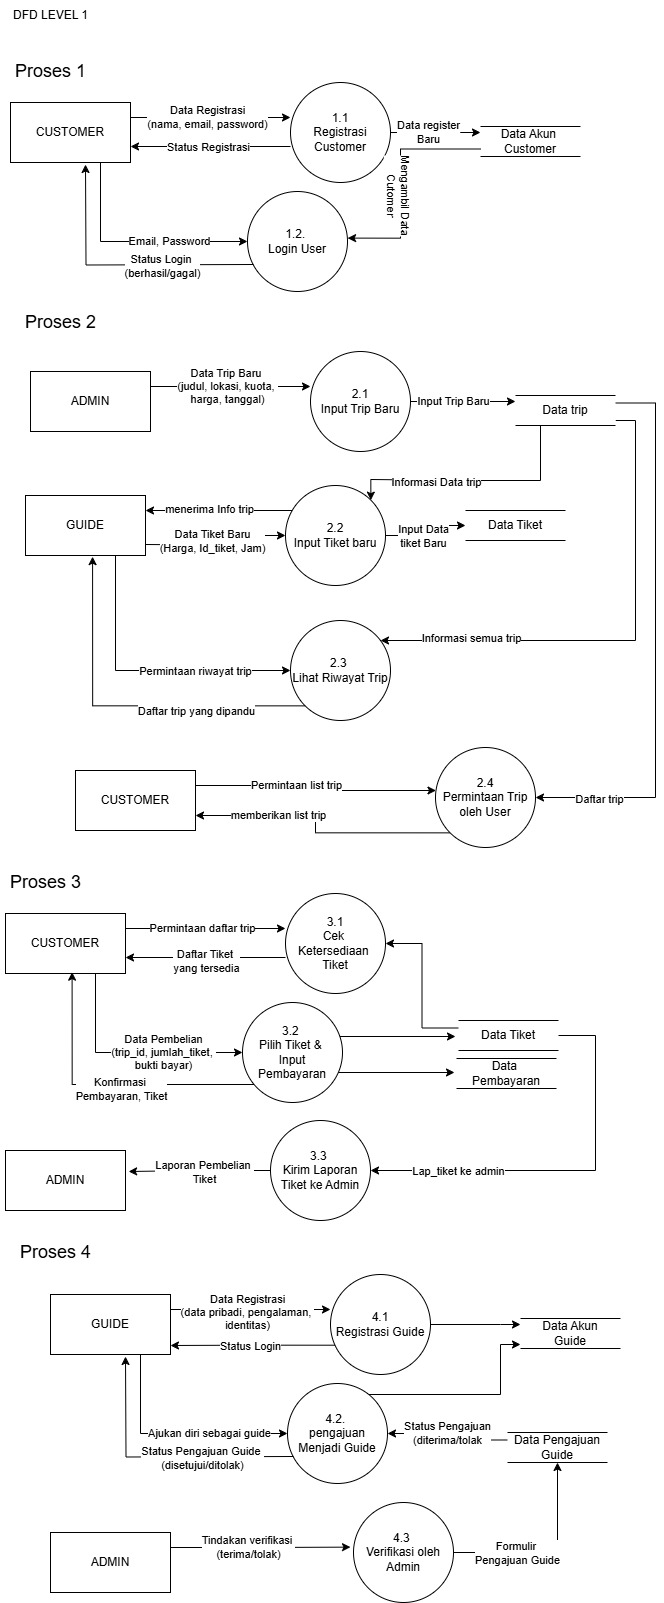 DFD LEVEL 1
Proses 1
CUSTOMER
Data Registrasi
(nama, email, password)
Status Registrasi
1.1
Registrasi
Customer
Data register
Baru
Data Akun
Customer
Mengambil Data
Cutomer
Email, Password
Status Login
(berhasil/gagal)
1.2.
Login User
Proses 2
ADMIN
Data Trip Baru
(judul, lokasi, kuota,
harga, tanggal)
2.1
Input Trip Baru
Input Trip Baru
Data trip
Informasi Data trip
GUIDE
menerima Info trip
Data Tiket Baru
(Harga, Id_tiket, Jam)
2.2
Input Tiket baru
Input Data
tiket Baru
Data Tiket
Informasi semua trip
2.3
Lihat Riwayat Trip
Permintaan riwayat trip
Daftar trip yang dipandu
CUSTOMER
Permintaan list trip
memberikan list trip
2.4
Permintaan Trip
oleh User
Daftar trip
Proses 3
CUSTOMER
Permintaan daftar trip
Daftar Tiket
yang tersedia
3.1
Cek
Ketersediaan
Tiket
Data Pembelian
(trip_id, jumlah_tiket,
bukti bayar)
Konfirmasi
Pembayaran, Tiket
3.2
Pilih Tiket &
Input
Pembayaran
Data Tiket
Data
Pembayaran
ADMIN
Laporan Pembelian
Tiket
3.3
Kirim Laporan
Tiket ke Admin
Lap_tiket ke admin
Proses 4
GUIDE
Data Registrasi
(data pribadi, pengalaman,
identitas)
Status Login
4.1
Registrasi Guide
Data Akun
Guide
Ajukan diri sebagai guide
Status Pengajuan Guide
(disetujui/ditolak)
4.2.
pengajuan
Menjadi Guide
Status Pengajuan
(diterima/tolak
Data Pengajuan
Guide
ADMIN
Tindakan verifikasi
(terima/tolak)
4.3
Verifikasi oleh
Admin
Formulir
Pengajuan Guide